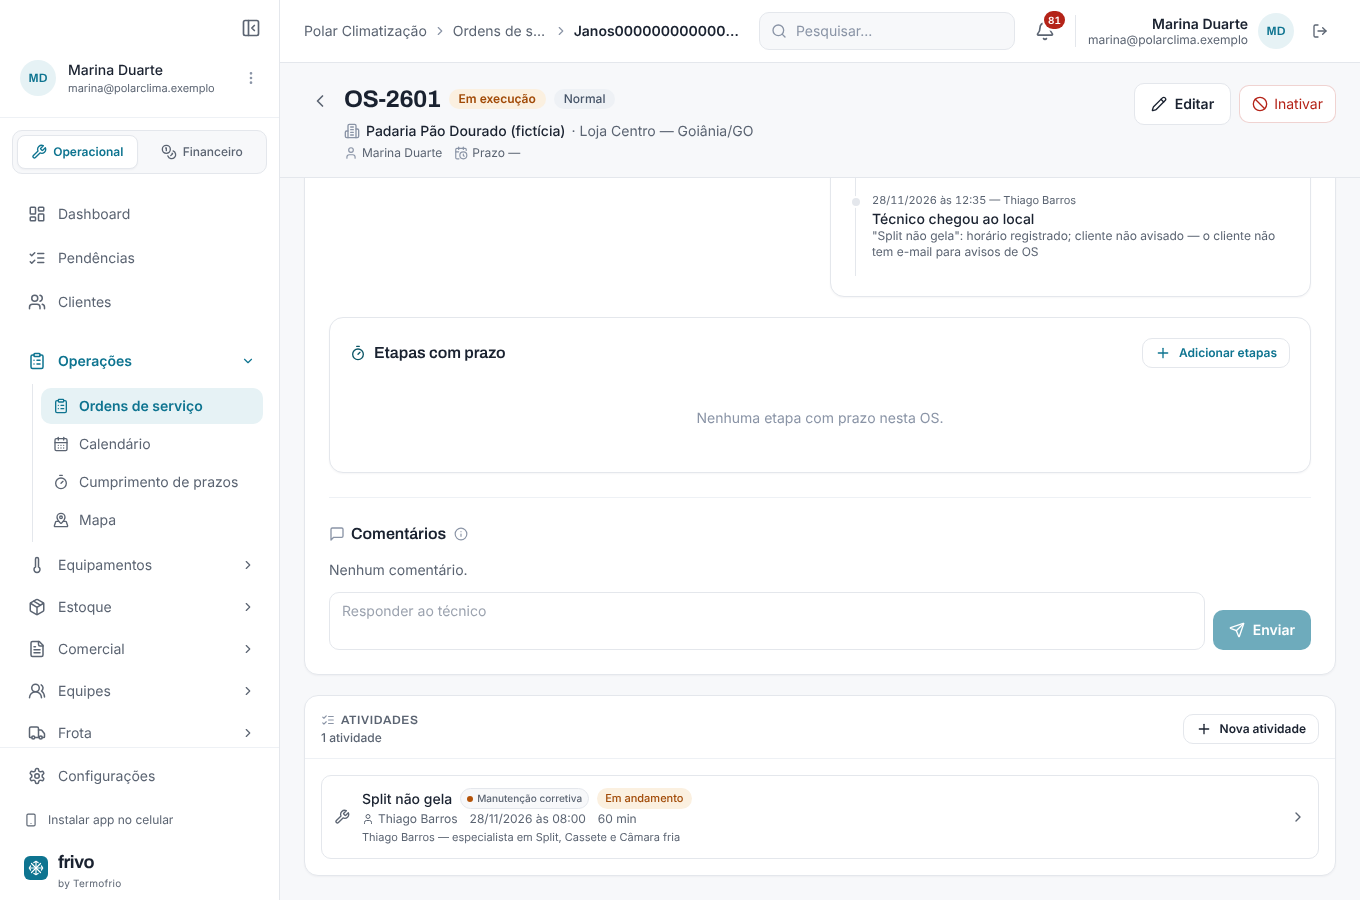 Marina Duarte
marina@polarclima.exemplo
MD
Operacional
Financeiro
Dashboard
Pendências
Clientes
Operações
Ordens de serviço
Calendário
Cumprimento de prazos
Mapa
Equipamentos
Estoque
Comercial
Equipes
Frota
Configurações
Instalar app no celular
frivo
by Termofrio
Polar Climatização > Ordens de s... > Janos000000000000...
Pesquisar...
81
Marina Duarte
marina@polarclima.exemplo
MD
OS-2601 Em execução Normal
Padaria Pão Dourado (fictícia) · Loja Centro — Goiânia/GO
Marina Duarte Prazo —
Editar
Inativar
28/11/2026 às 12:35 — Thiago Barros
Técnico chegou ao local
"Split não gela": horário registrado; cliente não avisado — o cliente não
tem e-mail para avisos de OS
Etapas com prazo
Adicionar etapas
Nenhuma etapa com prazo nesta OS.
Comentários
Nenhum comentário.
Responder ao técnico
Enviar
ATIVIDADES
1 atividade
Nova atividade
Split não gela Manutenção corretiva Em andamento
Thiago Barros 28/11/2026 às 08:00 60 min
Thiago Barros — especialista em Split, Cassete e Câmara fria